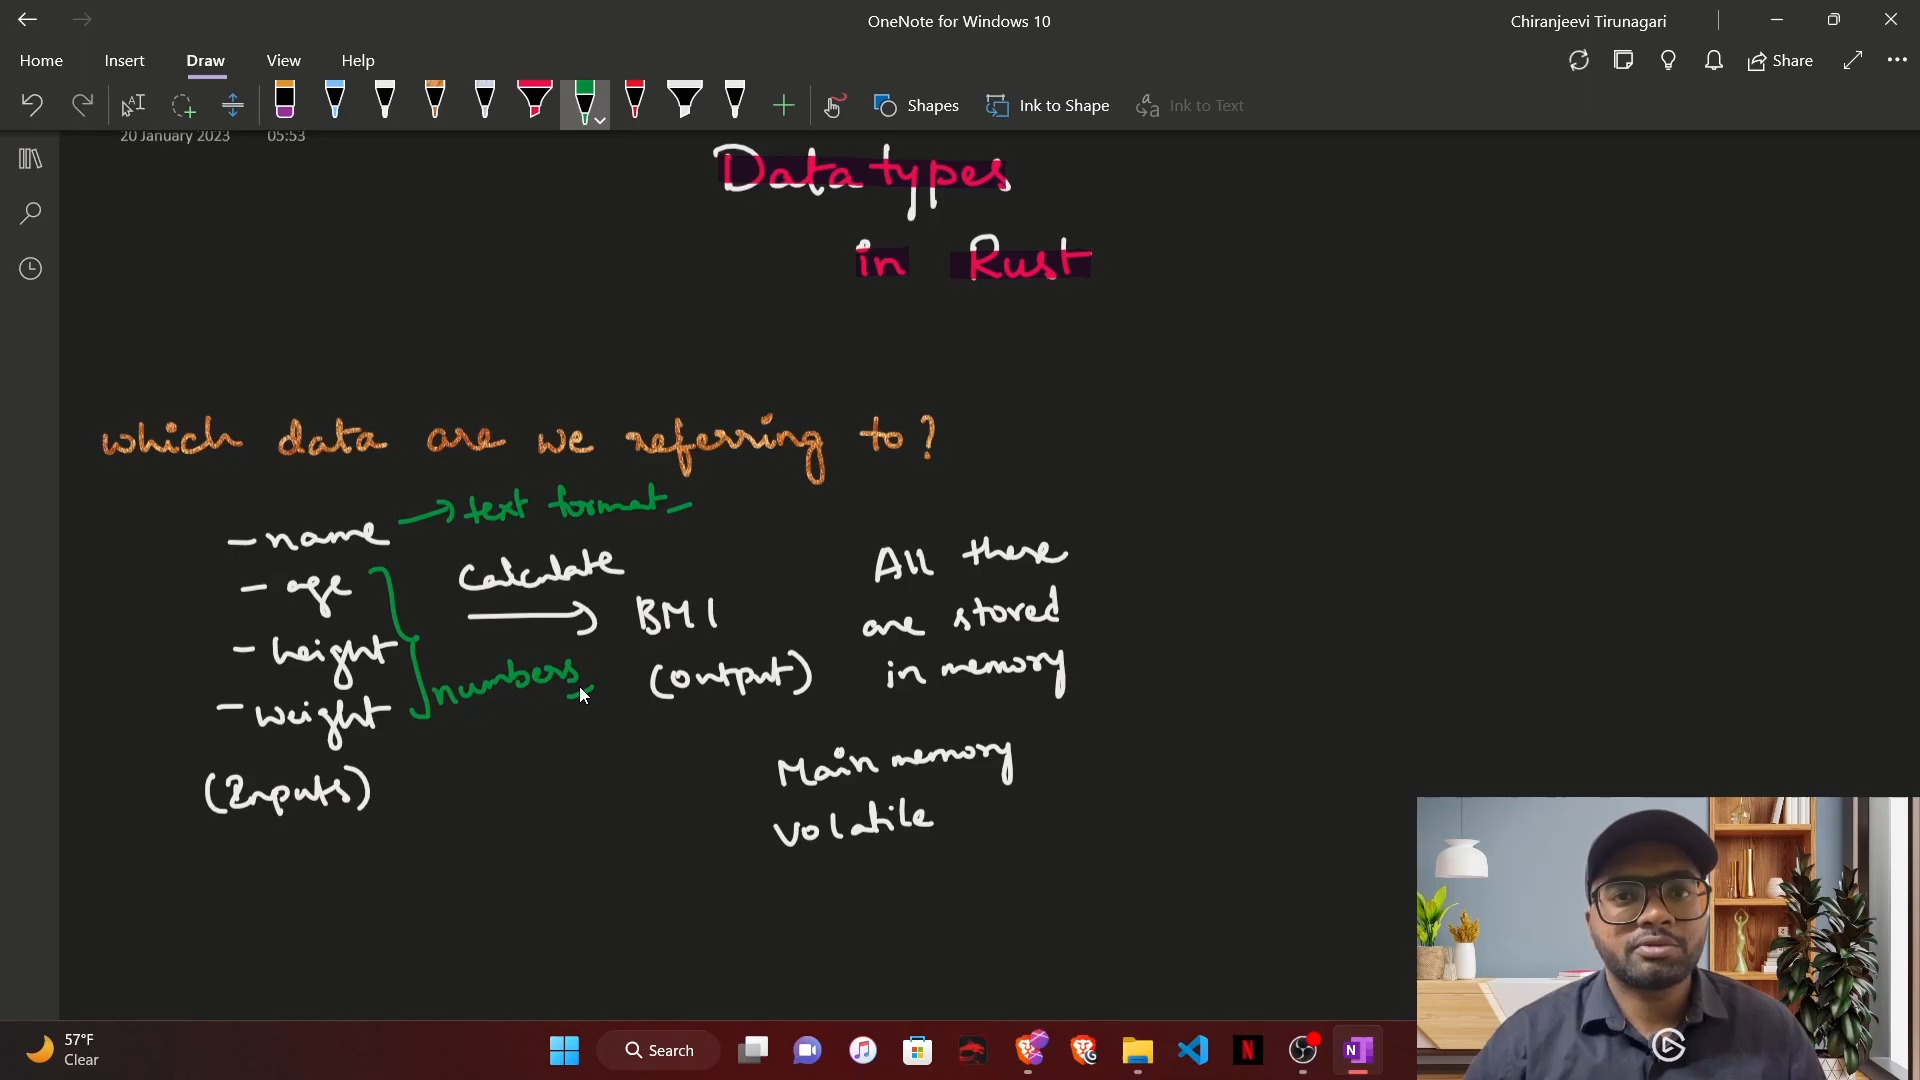 OneNote for Windows 10
Chiranjeevi Tirunagari
Home Insert Draw View Help
Share
Shapes Ink to Shape Ink to Text
20 January 2023 05:53
Datatypes
in Rust
which data are we referring to?
- name → text format
- age
- height
- weight
numbers
(Inputs)
Calculate
→ BMI
(output)
All these
are stored
in memory
Main memory
volatile
57°F
Clear
Search